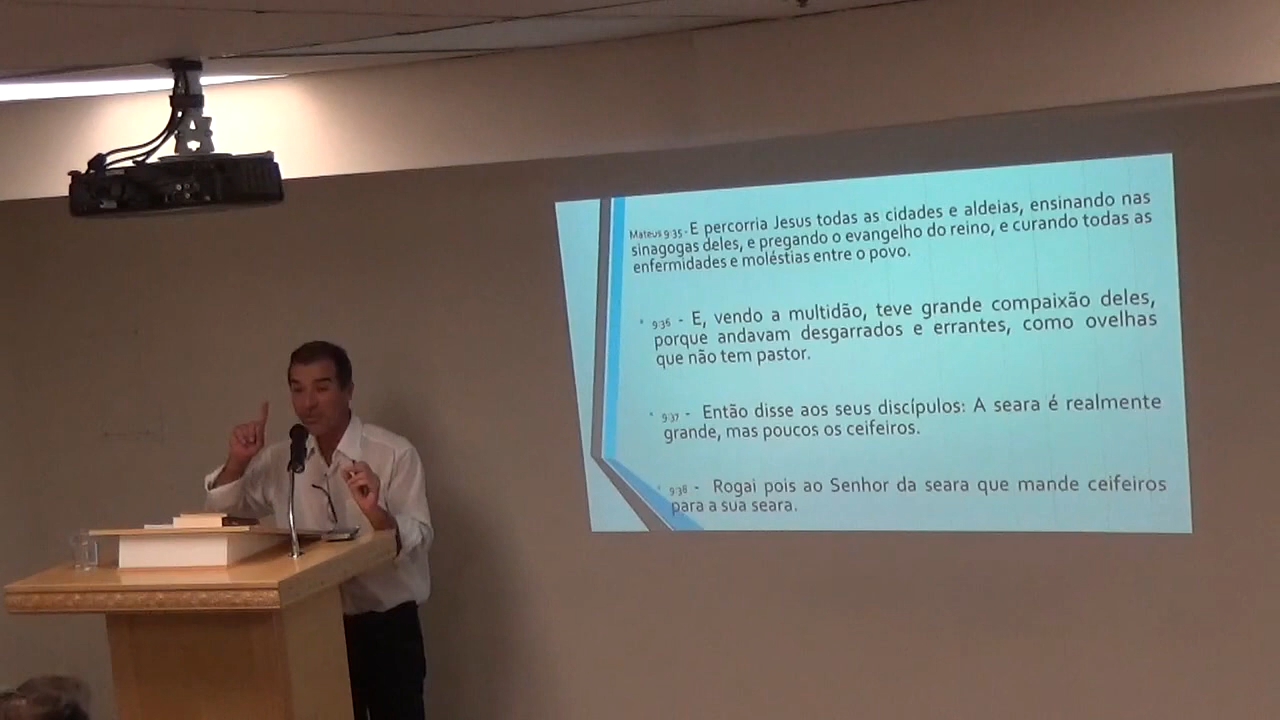 Mateus 9:35 - E percorria Jesus todas as cidades e aldeias, ensinando nas
sinagogas deles, e pregando o evangelho do reino, e curando todas as
enfermidades e moléstias entre o povo.
9:36 - E, vendo a multidão, teve grande compaixão deles,
porque andavam desgarrados e errantes, como ovelhas
que não tem pastor.
9:37 - Então disse aos seus discípulos: A seara é realmente
grande, mas poucos os ceifeiros.
9:38 - Rogai pois ao Senhor da seara que mande ceifeiros
para a sua seara.